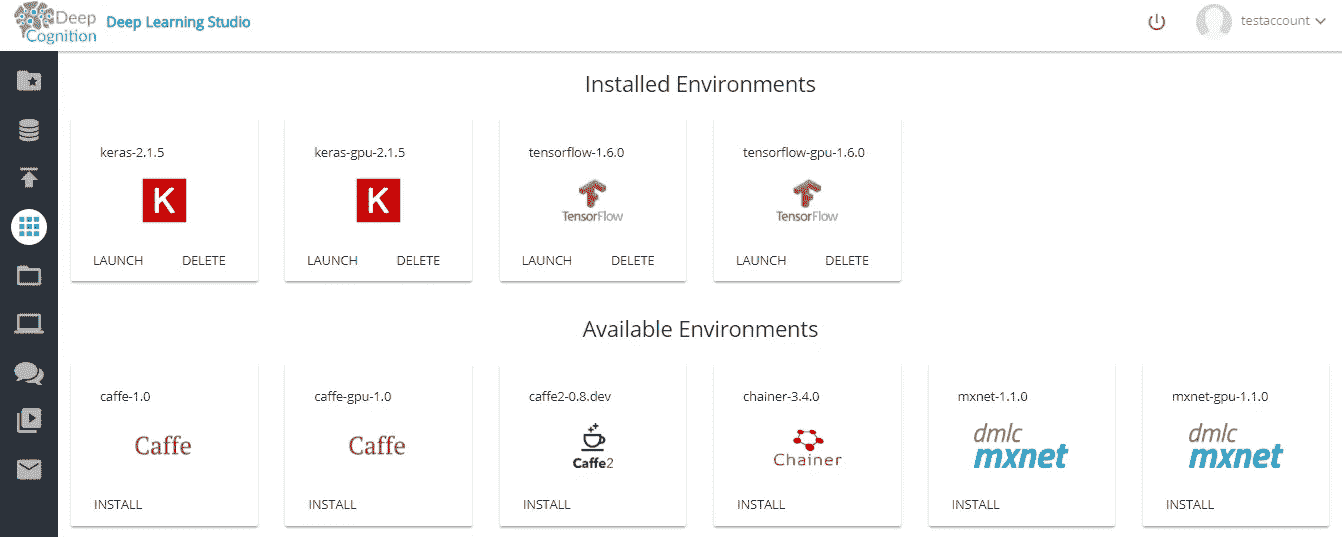 Deep Cognition
Deep Learning Studio
testaccount
Installed Environments
keras-2.1.5
keras-gpu-2.1.5
tensorflow-1.6.0
tensorflow-gpu-1.6.0
K
K
TensorFlow
TensorFlow
LAUNCH DELETE
LAUNCH DELETE
LAUNCH DELETE
LAUNCH DELETE
Available Environments
caffe-1.0
caffe-gpu-1.0
caffe2-0.8.dev
chainer-3.4.0
mxnet-1.1.0
mxnet-gpu-1.1.0
Caffe
Caffe
Caffe2
Chainer
dmlc
mxnet
dmlc
mxnet
INSTALL
INSTALL
INSTALL
INSTALL
INSTALL
INSTALL